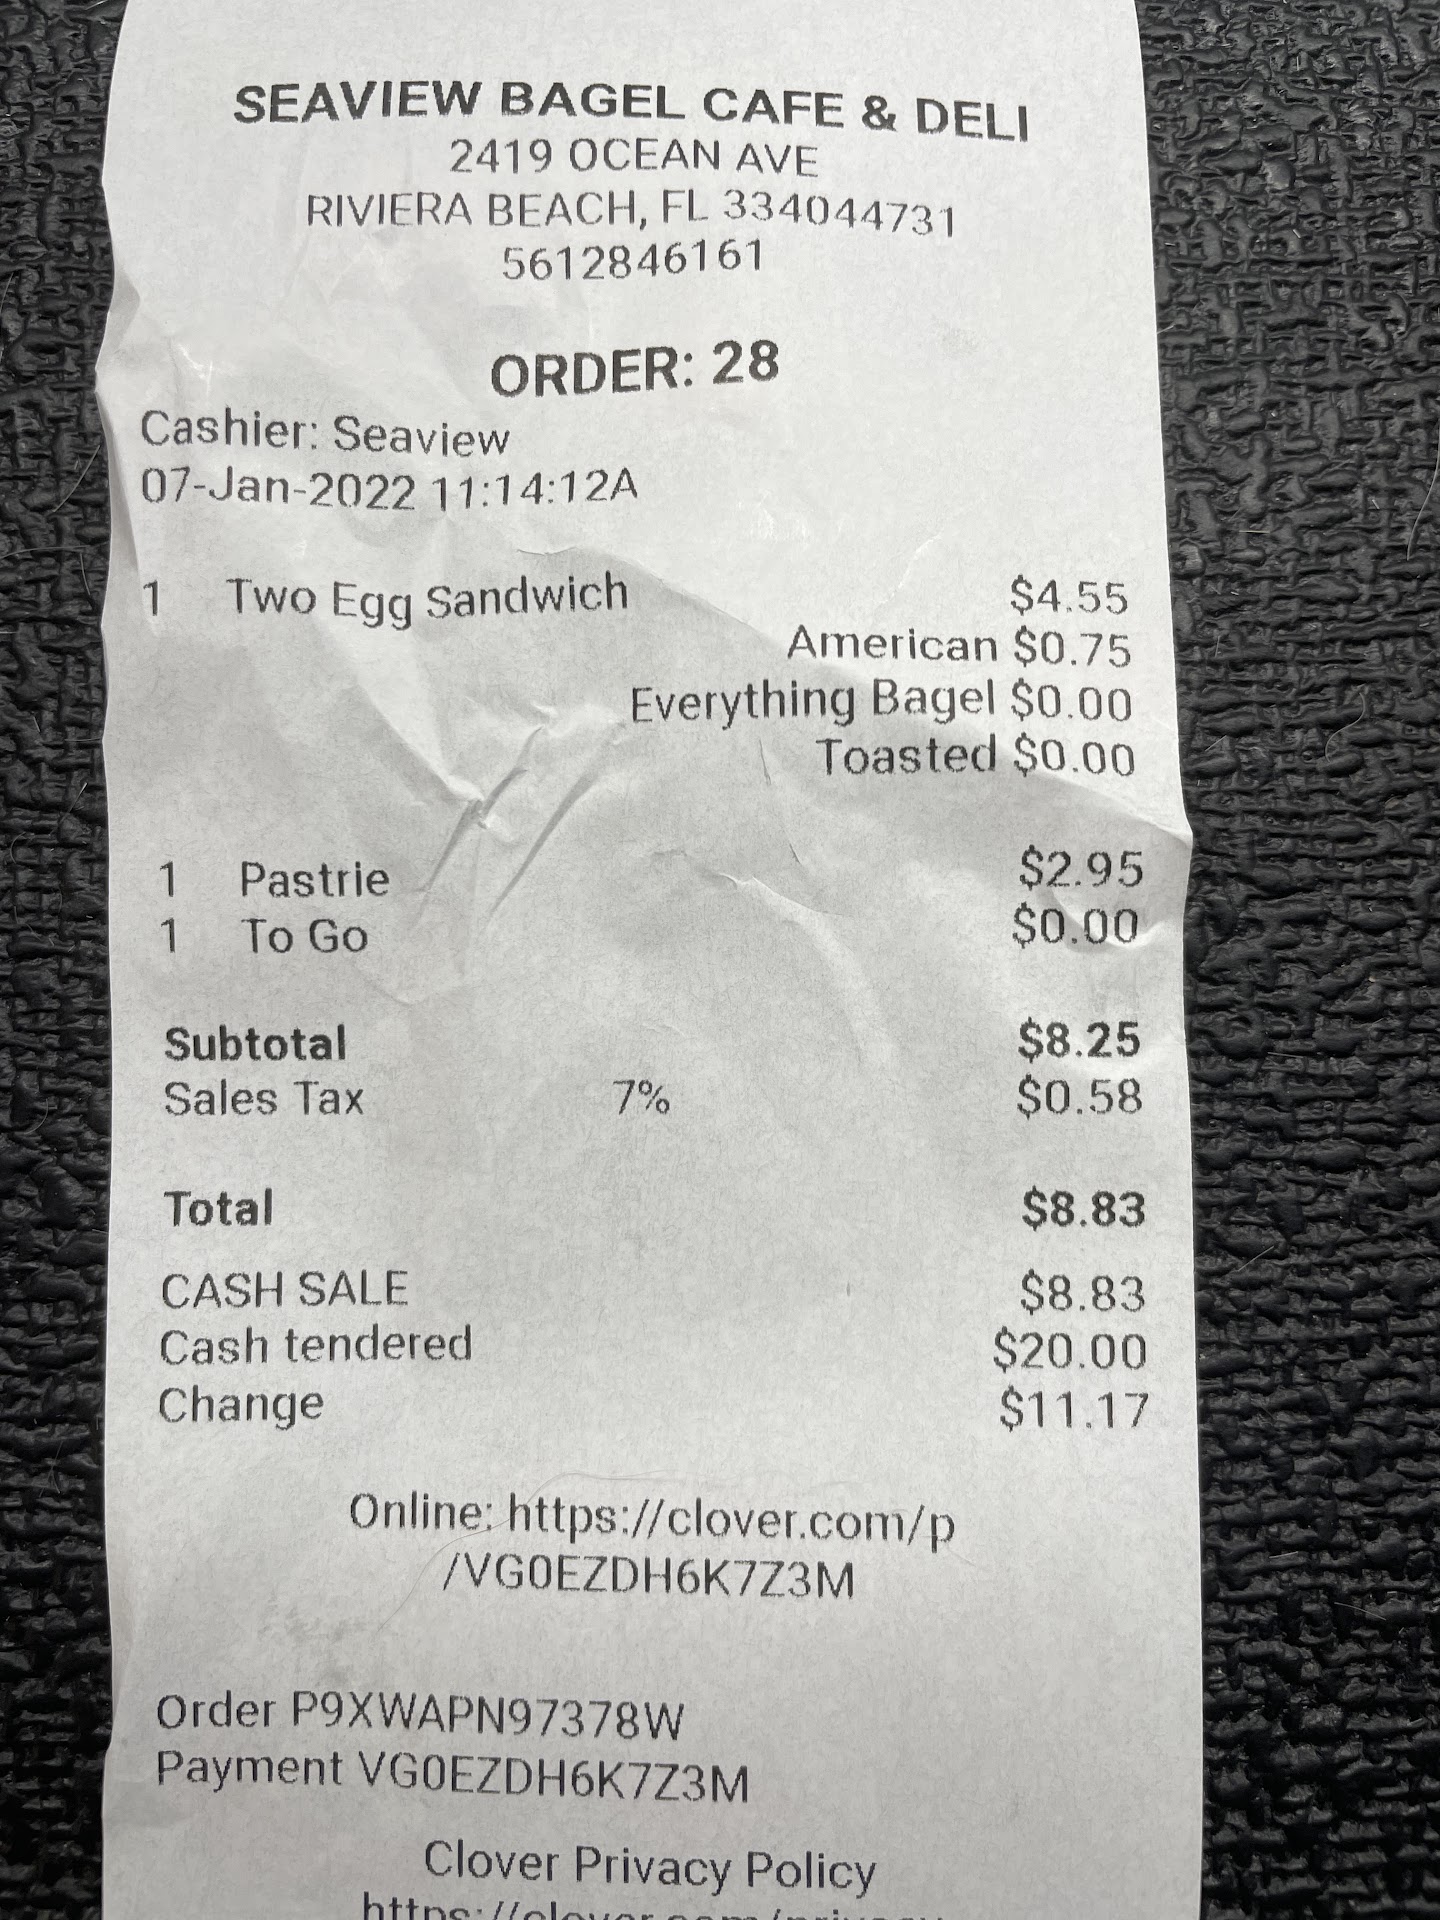 SEAVIEW BAGEL CAFE & DELI
2419 OCEAN AVE
RIVIERA BEACH, FL 334044731
5612846161
ORDER: 28
Cashier: Seaview
07-Jan-2022 11:14:12A
1 Two Egg Sandwich $4.55
American $0.75
Everything Bagel $0.00
Toasted $0.00
1 Pastrie $2.95
1 To Go $0.00
Subtotal $8.25
Sales Tax 7% $0.58
Total $8.83
CASH SALE $8.83
Cash tendered $20.00
Change $11.17
Online: https://clover.com/p
/VG0EZDH6K7Z3M
Order P9XWAPN97378W
Payment VG0EZDH6K7Z3M
Clover Privacy Policy